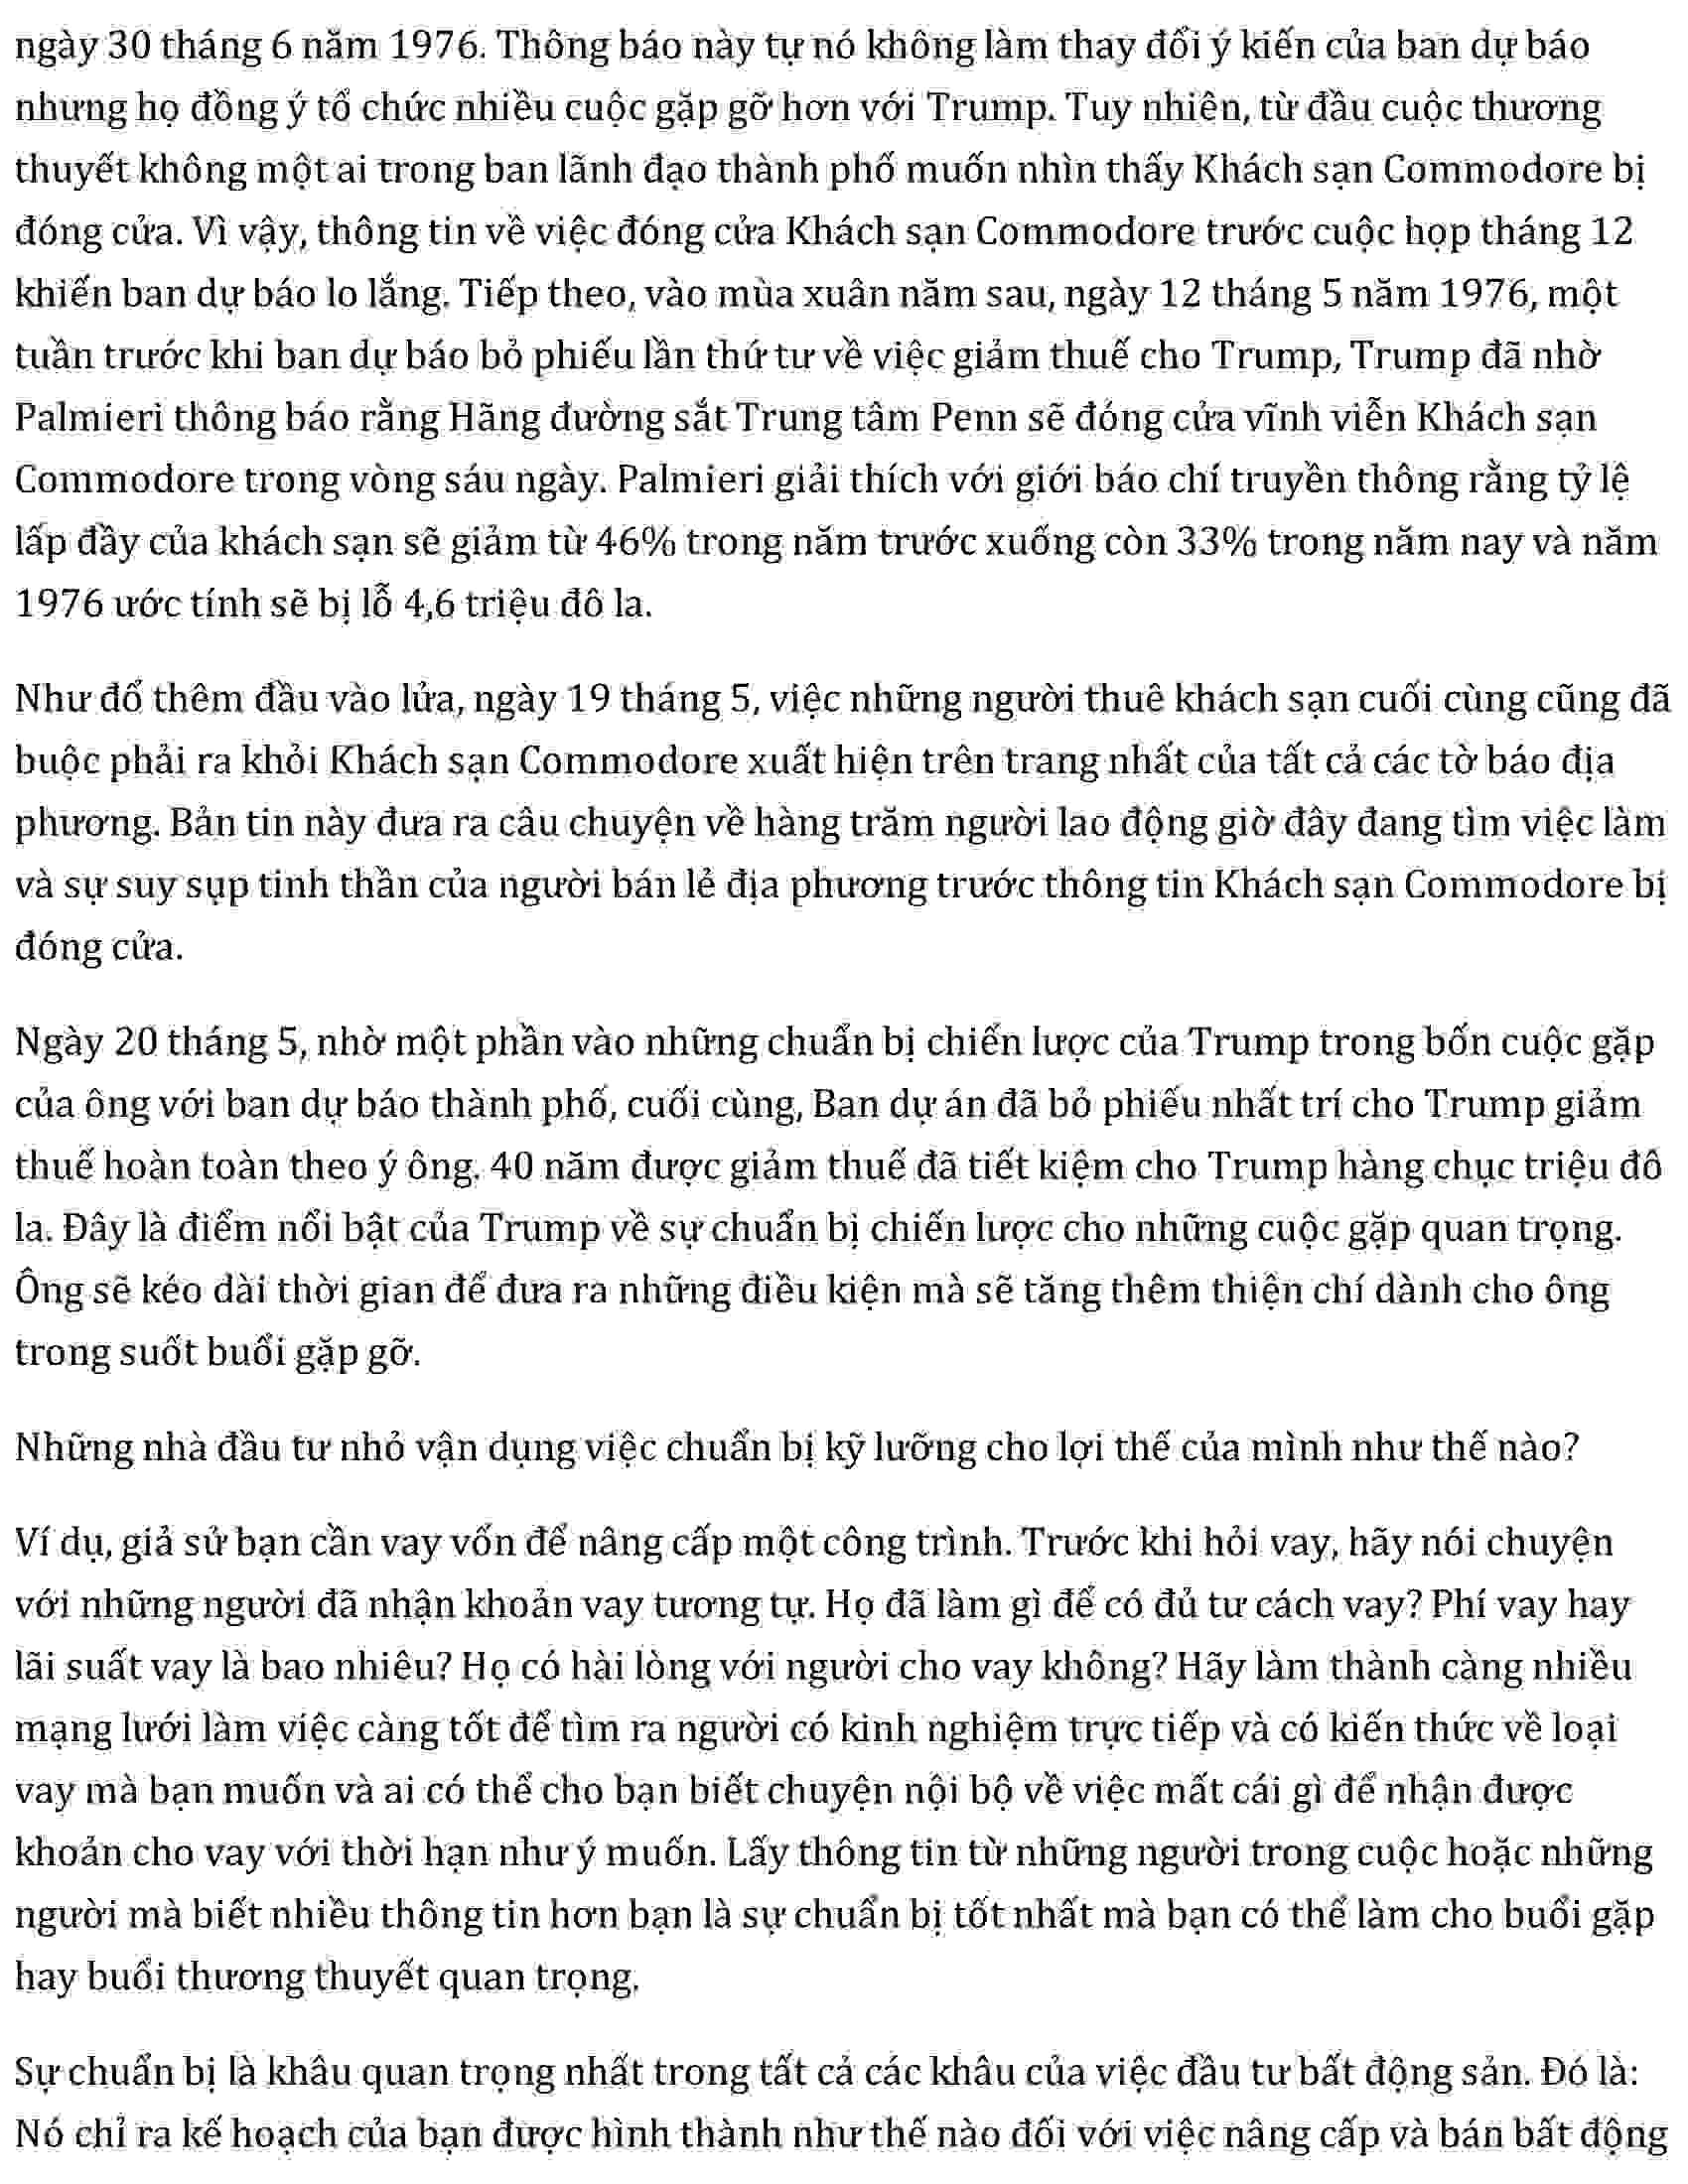 ngày 30 tháng 6 năm 1976. Thông báo này tự nó không làm thay đổi ý kiến của ban dự báo
nhưng họ đồng ý tổ chức nhiều cuộc gặp gỡ hơn với Trump. Tuy nhiên, từ đầu cuộc thương
thuyết không một ai trong ban lãnh đạo thành phố muốn nhìn thấy Khách sạn Commodore bị
đóng cửa. Vì vậy, thông tin về việc đóng cửa Khách sạn Commodore trước cuộc họp tháng 12
khiến ban dự báo lo lắng. Tiếp theo, vào mùa xuân năm sau, ngày 12 tháng 5 năm 1976, một
tuần trước khi ban dự báo bỏ phiếu lần thứ tư về việc giảm thuế cho Trump, Trump đã nhờ
Palmieri thông báo rằng Hãng đường sắt Trung tâm Penn sẽ đóng cửa vĩnh viễn Khách sạn
Commodore trong vòng sáu ngày. Palmieri giải thích với giới báo chí truyền thông rằng tỷ lệ
lấp đầy của khách sạn sẽ giảm từ 46% trong năm trước xuống còn 33% trong năm nay và năm
1976 ước tính sẽ bị lỗ 4,6 triệu đô la.
Như đổ thêm đầu vào lửa, ngày 19 tháng 5, việc những người thuê khách sạn cuối cùng cũng đã
buộc phải ra khỏi Khách sạn Commodore xuất hiện trên trang nhất của tất cả các tờ báo địa
phương. Bản tin này đưa ra câu chuyện về hàng trăm người lao động giờ đây đang tìm việc làm
và sự suy sụp tinh thần của người bán lẻ địa phương trước thông tin Khách sạn Commodore bị
đóng cửa.
Ngày 20 tháng 5, nhờ một phần vào những chuẩn bị chiến lược của Trump trong bốn cuộc gặp
của ông với ban dự báo thành phố, cuối cùng, Ban dự án đã bỏ phiếu nhất trí cho Trump giảm
thuế hoàn toàn theo ý ông. 40 năm được giảm thuế đã tiết kiệm cho Trump hàng chục triệu đô
la. Đây là điểm nổi bật của Trump về sự chuẩn bị chiến lược cho những cuộc gặp quan trọng.
Ông sẽ kéo dài thời gian để đưa ra những điều kiện mà sẽ tăng thêm thiện chí dành cho ông
trong suốt buổi gặp gỡ.
Những nhà đầu tư nhỏ vận dụng việc chuẩn bị kỹ lưỡng cho lợi thế của mình như thế nào?
Ví dụ, giả sử bạn cần vay vốn để nâng cấp một công trình. Trước khi hỏi vay, hãy nói chuyện
với những người đã nhận khoản vay tương tự. Họ đã làm gì để có đủ tư cách vay? Phí vay hay
lãi suất vay là bao nhiêu? Họ có hài lòng với người cho vay không? Hãy làm thành càng nhiều
mạng lưới làm việc càng tốt để tìm ra người có kinh nghiệm trực tiếp và có kiến thức về loại
vay mà bạn muốn và ai có thể cho bạn biết chuyện nội bộ về việc mất cái gì để nhận được
khoản cho vay với thời hạn như ý muốn. Lấy thông tin từ những người trong cuộc hoặc những
người mà biết nhiều thông tin hơn bạn là sự chuẩn bị tốt nhất mà bạn có thể làm cho buổi gặp
hay buổi thương thuyết quan trọng.
Sự chuẩn bị là khâu quan trọng nhất trong tất cả các khâu của việc đầu tư bất động sản. Đó là:
Nó chỉ ra kế hoạch của bạn được hình thành như thế nào đối với việc nâng cấp và bán bất động